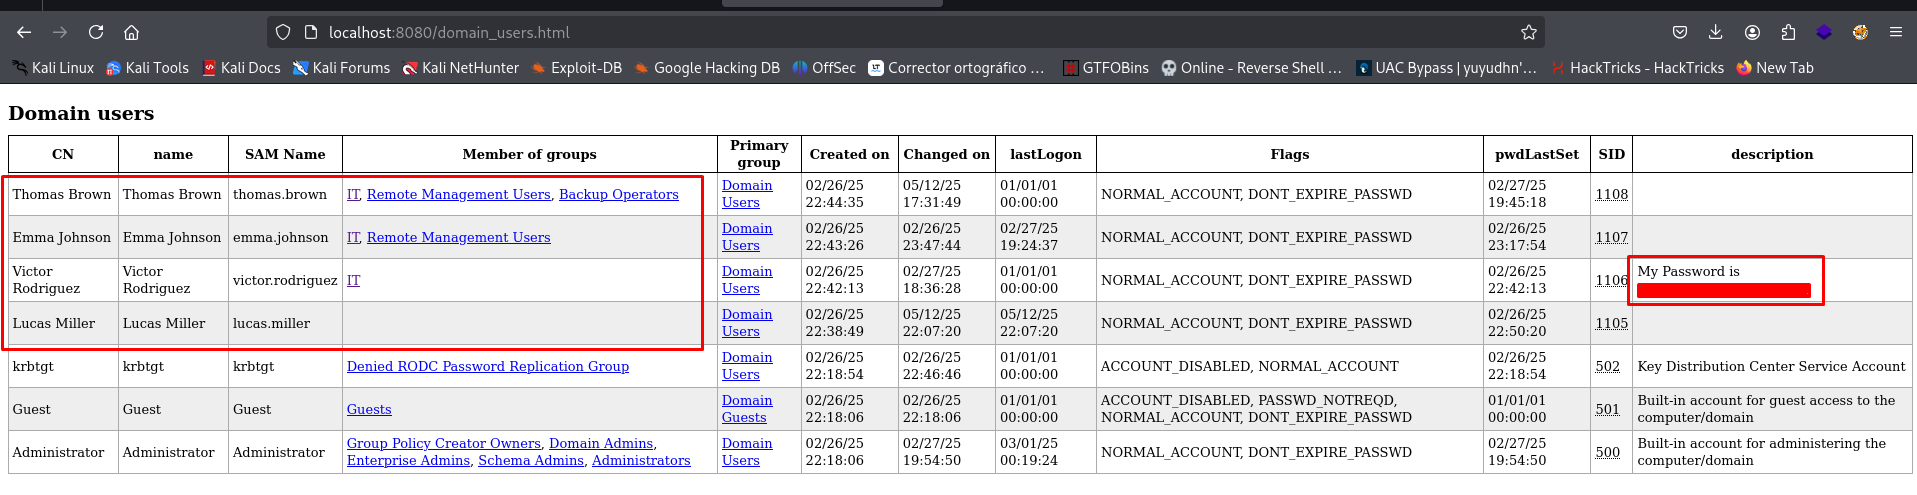 localhost:8080/domain_users.html
Kali Linux Kali Tools Kali Docs Kali Forums Kali NetHunter Exploit-DB Google Hacking DB OffSec Corrector ortográfico ... GTFOBins Online - Reverse Shell ... UAC Bypass | yuyudhn'... HackTricks - HackTricks New Tab
Domain users
CN name SAM Name Member of groups Primary group Created on Changed on lastLogon Flags pwdLastSet SID description
Thomas Brown Thomas Brown thomas.brown IT, Remote Management Users, Backup Operators Domain Users 02/26/25 22:44:35 05/12/25 17:31:49 01/01/01 00:00:00 NORMAL_ACCOUNT, DONT_EXPIRE_PASSWD 02/27/25 19:45:18 1108
Emma Johnson Emma Johnson emma.johnson IT, Remote Management Users Domain Users 02/26/25 22:43:26 02/26/25 23:47:44 02/27/25 19:24:37 NORMAL_ACCOUNT, DONT_EXPIRE_PASSWD 02/26/25 23:17:54 1107
Victor Rodriguez Victor Rodriguez victor.rodriguez IT Domain Users 02/26/25 22:42:13 02/27/25 18:36:28 01/01/01 00:00:00 NORMAL_ACCOUNT, DONT_EXPIRE_PASSWD 02/26/25 22:42:13 1106 My Password is
Lucas Miller Lucas Miller lucas.miller Domain Users 02/26/25 22:38:49 05/12/25 22:07:20 05/12/25 22:07:20 NORMAL_ACCOUNT, DONT_EXPIRE_PASSWD 02/26/25 22:50:20 1105
krbtgt krbtgt krbtgt Denied RODC Password Replication Group Domain Users 02/26/25 22:18:54 02/26/25 22:46:46 01/01/01 00:00:00 ACCOUNT_DISABLED, NORMAL_ACCOUNT 02/26/25 22:18:54 502 Key Distribution Center Service Account
Guest Guest Guest Guests Domain Guests 02/26/25 22:18:06 02/26/25 22:18:06 01/01/01 00:00:00 ACCOUNT_DISABLED, PASSWD_NOTREQD, NORMAL_ACCOUNT, DONT_EXPIRE_PASSWD 01/01/01 00:00:00 501 Built-in account for guest access to the computer/domain
Administrator Administrator Administrator Group Policy Creator Owners, Domain Admins, Enterprise Admins, Schema Admins, Administrators Domain Users 02/26/25 22:18:06 02/27/25 19:54:50 03/01/25 00:19:24 NORMAL_ACCOUNT, DONT_EXPIRE_PASSWD 02/27/25 19:54:50 500 Built-in account for administering the computer/domain